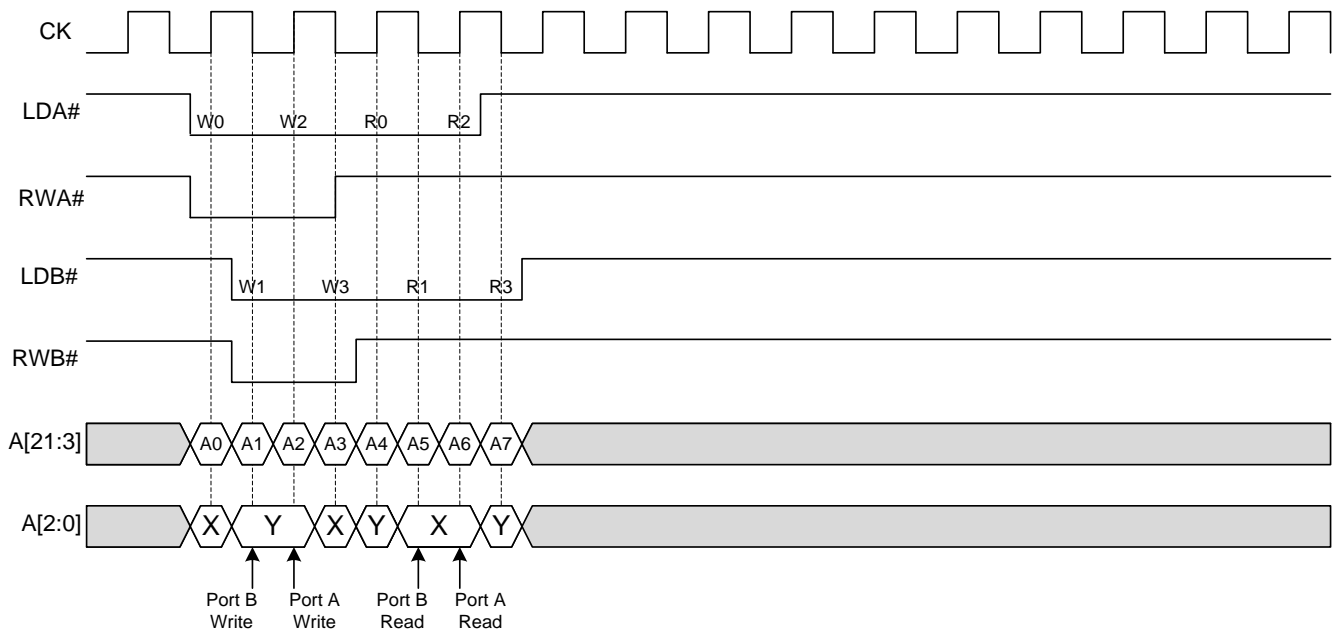 CK
LDA#
W0 W2 R0 R2
RWA#
LDB#
W1 W3 R1 R3
RWB#
A[21:3] A0 A1 A2 A3 A4 A5 A6 A7
A[2:0] X Y X Y X Y
Port B Port A Port B Port A
Write Write Read Read